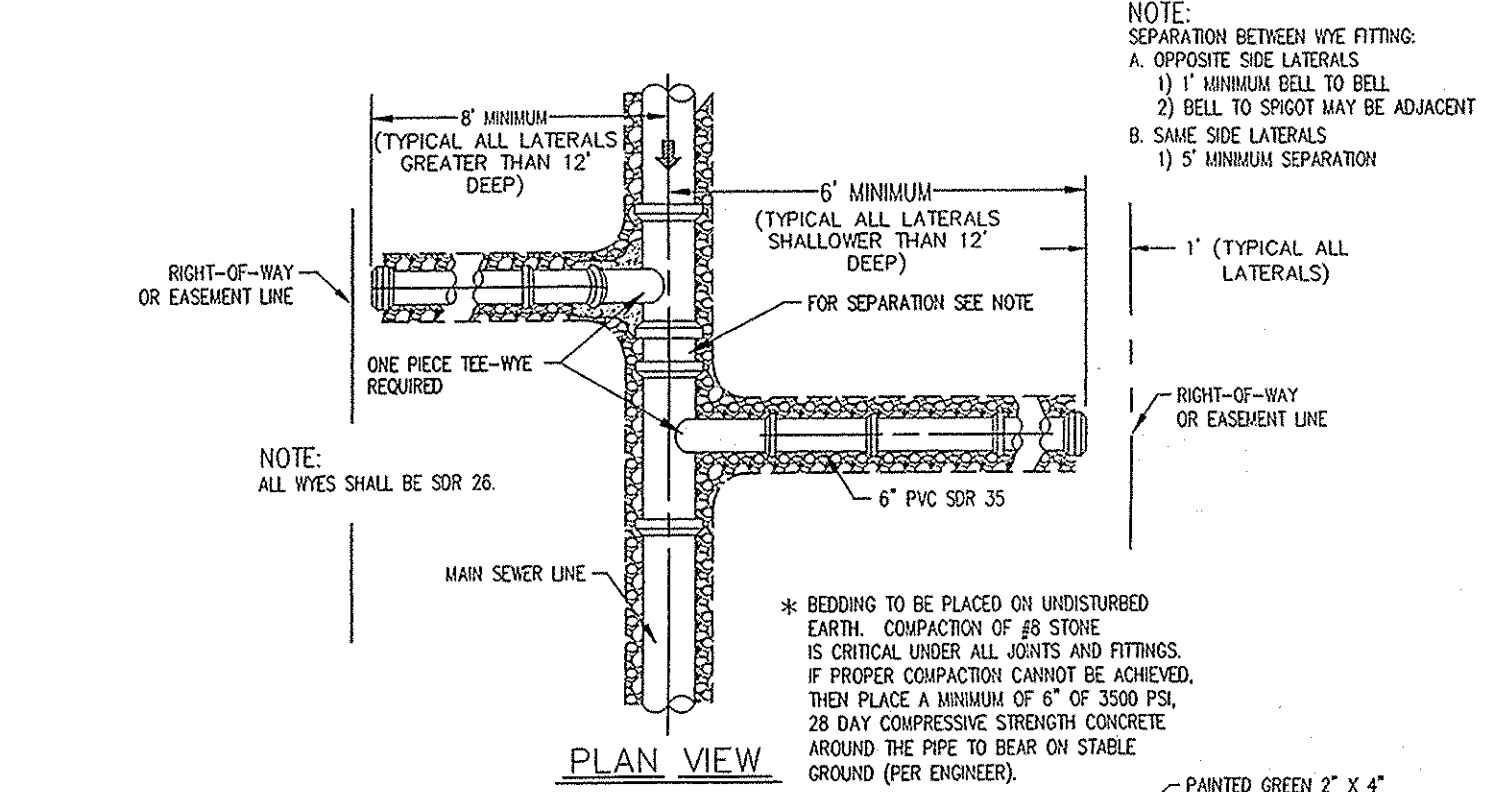 NOTE:
SEPARATION BETWEEN WYE FITTING:
A. OPPOSITE SIDE LATERALS
1) 1' MINIMUM BELL TO BELL
2) BELL TO SPIGOT MAY BE ADJACENT
B. SAME SIDE LATERALS
1) 5' MINIMUM SEPARATION
8' MINIMUM
(TYPICAL ALL LATERALS
GREATER THAN 12'
DEEP)
6' MINIMUM
(TYPICAL ALL LATERALS
SHALLOWER THAN 12'
DEEP)
1' (TYPICAL ALL
LATERALS)
RIGHT-OF-WAY
OR EASEMENT LINE
FOR SEPARATION SEE NOTE
ONE PIECE TEE-WYE
REQUIRED
RIGHT-OF-WAY
OR EASEMENT LINE
NOTE:
ALL WYES SHALL BE SDR 26.
6" PVC SDR 35
MAIN SEWER LINE
* BEDDING TO BE PLACED ON UNDISTURBED
EARTH. COMPACTION OF #8 STONE
IS CRITICAL UNDER ALL JOINTS AND FITTINGS.
IF PROPER COMPACTION CANNOT BE ACHIEVED,
THEN PLACE A MINIMUM OF 6" OF 3500 PSI,
28 DAY COMPRESSIVE STRENGTH CONCRETE
AROUND THE PIPE TO BEAR ON STABLE
GROUND (PER ENGINEER).
PLAN VIEW
PAINTED GREEN 2" X 4"